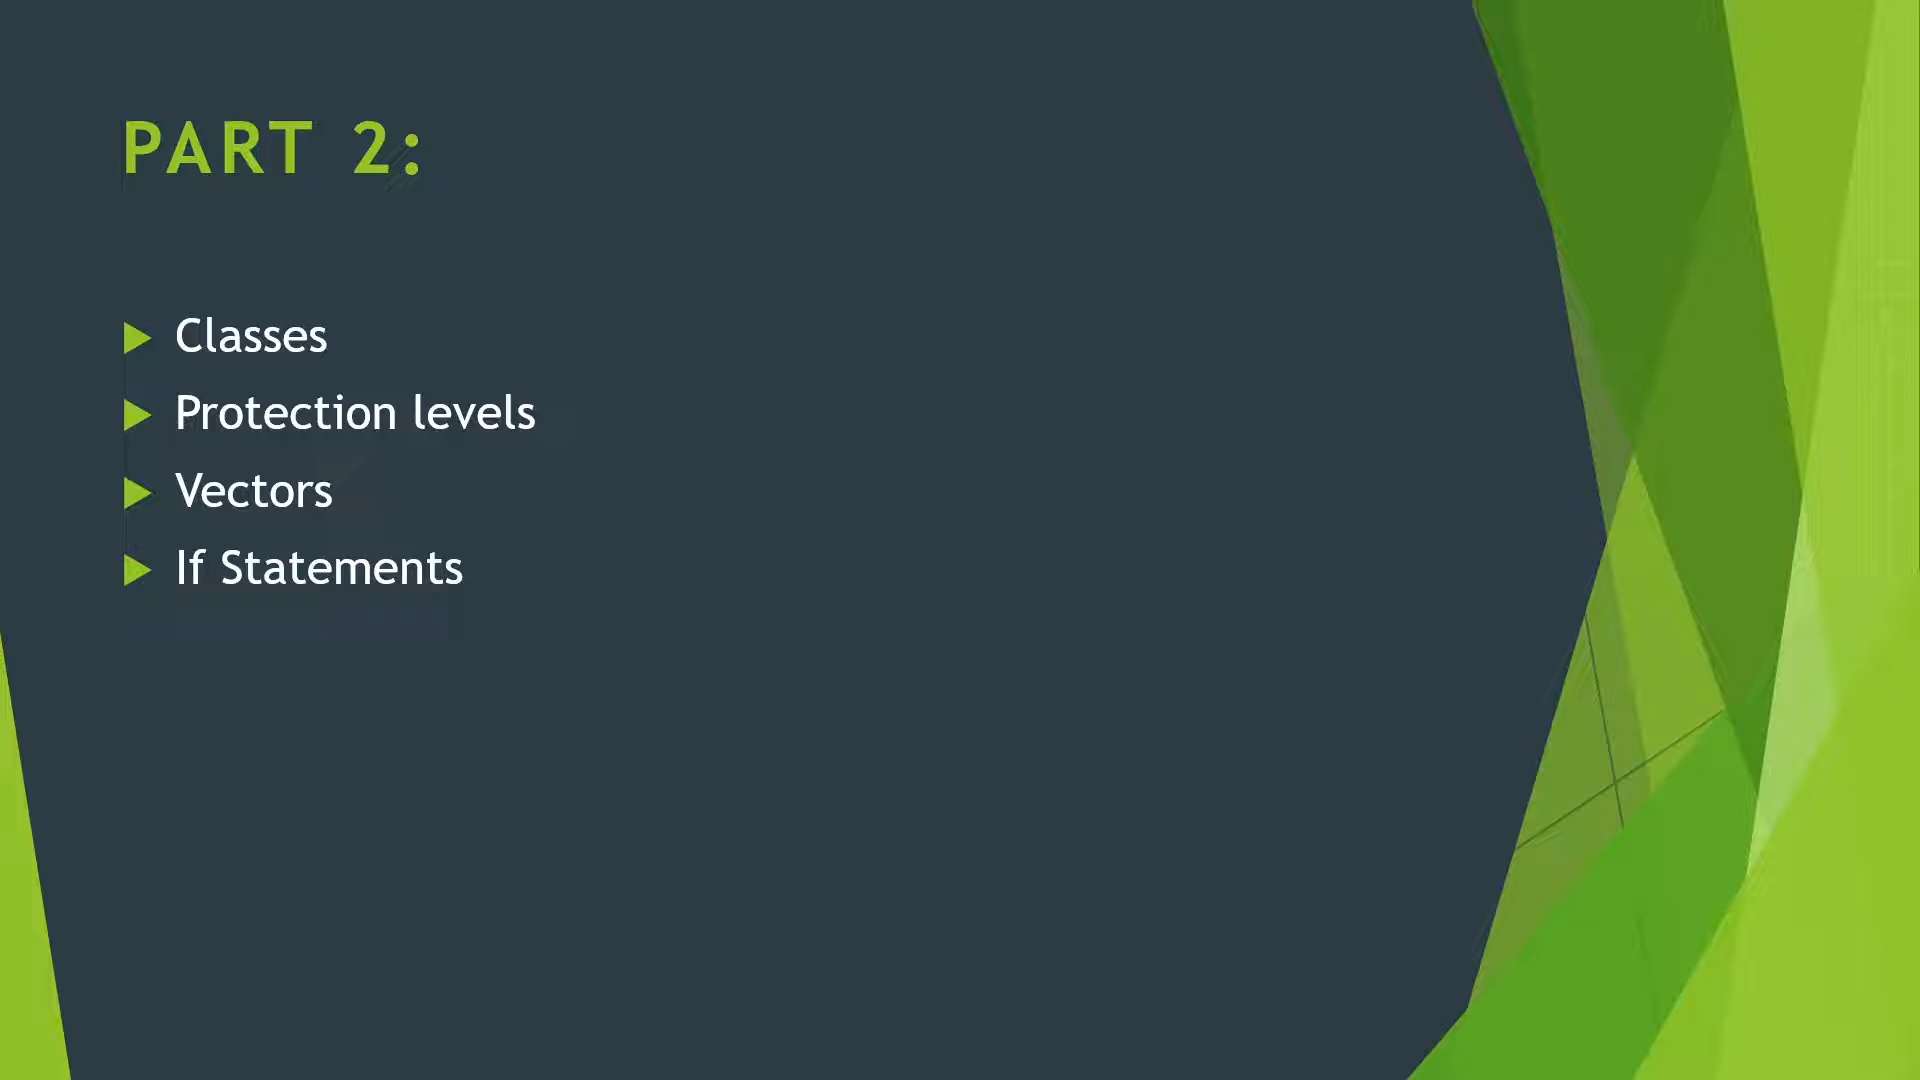 PART 2:
Classes
Protection levels
Vectors
If Statements